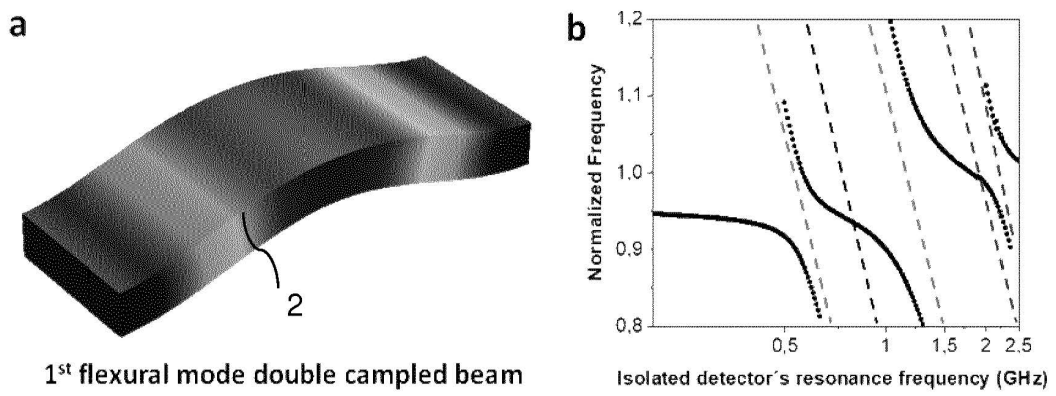 a
2
1st flexural mode double campled beam
b
Normalized Frequency
1,2
1,1
1,0
0,9
0,8
0,5
1
1,5
2
2,5
Isolated detector´s resonance frequency (GHz)